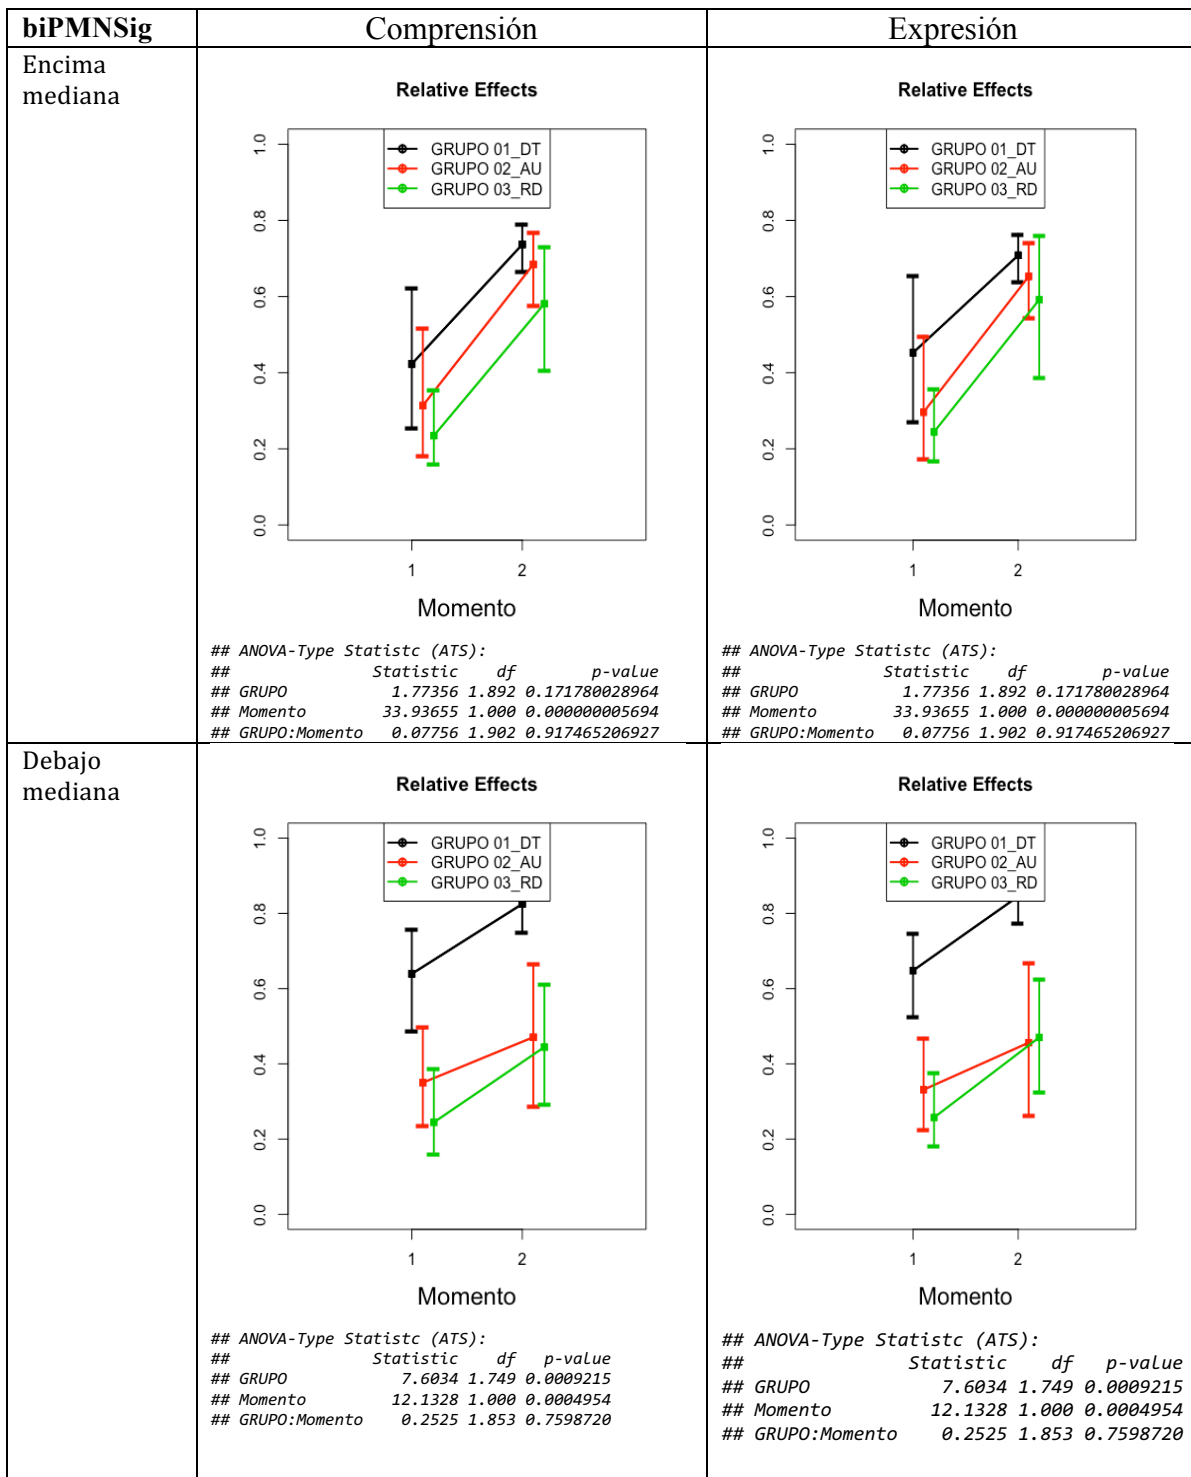 biPMNSig Comprensión Expresión
Encima
mediana
Relative Effects
GRUPO 01_DT
GRUPO 02_AU
GRUPO 03_RD
1.0
0.8
0.6
0.4
0.2
0.0
1 2
Momento
## ANOVA-Type Statistc (ATS):
## Statistic df p-value
## GRUPO 1.77356 1.892 0.171780028964
## Momento 33.93655 1.000 0.000000005694
## GRUPO:Momento 0.07756 1.902 0.917465206927
Relative Effects
GRUPO 01_DT
GRUPO 02_AU
GRUPO 03_RD
1.0
0.8
0.6
0.4
0.2
0.0
1 2
Momento
## ANOVA-Type Statistc (ATS):
## Statistic df p-value
## GRUPO 1.77356 1.892 0.171780028964
## Momento 33.93655 1.000 0.000000005694
## GRUPO:Momento 0.07756 1.902 0.917465206927
Debajo
mediana
Relative Effects
GRUPO 01_DT
GRUPO 02_AU
GRUPO 03_RD
1.0
0.8
0.6
0.4
0.2
0.0
1 2
Momento
## ANOVA-Type Statistc (ATS):
## Statistic df p-value
## GRUPO 7.6034 1.749 0.0009215
## Momento 12.1328 1.000 0.0004954
## GRUPO:Momento 0.2525 1.853 0.7598720
Relative Effects
GRUPO 01_DT
GRUPO 02_AU
GRUPO 03_RD
1.0
0.8
0.6
0.4
0.2
0.0
1 2
Momento
## ANOVA-Type Statistc (ATS):
## Statistic df p-value
## GRUPO 7.6034 1.749 0.0009215
## Momento 12.1328 1.000 0.0004954
## GRUPO:Momento 0.2525 1.853 0.7598720